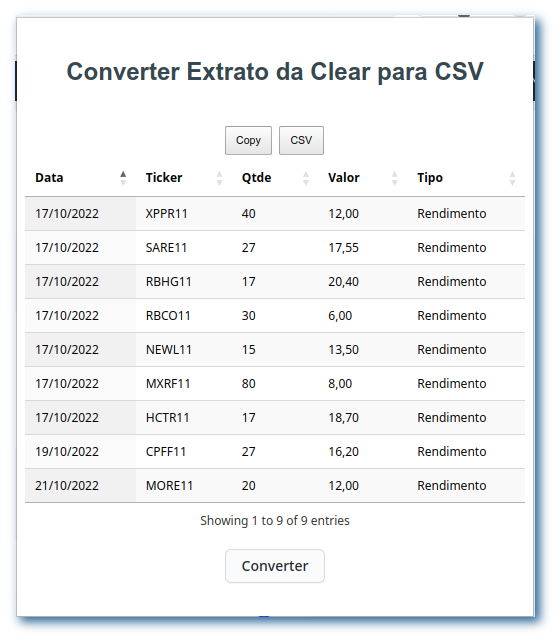 Converter Extrato da Clear para CSV
Copy CSV
Data Ticker Qtde Valor Tipo
17/10/2022 XPPR11 40 12,00 Rendimento
17/10/2022 SARE11 27 17,55 Rendimento
17/10/2022 RBHG11 17 20,40 Rendimento
17/10/2022 RBCO11 30 6,00 Rendimento
17/10/2022 NEWL11 15 13,50 Rendimento
17/10/2022 MXRF11 80 8,00 Rendimento
17/10/2022 HCTR11 17 18,70 Rendimento
19/10/2022 CPFF11 27 16,20 Rendimento
21/10/2022 MORE11 20 12,00 Rendimento
Showing 1 to 9 of 9 entries
Converter